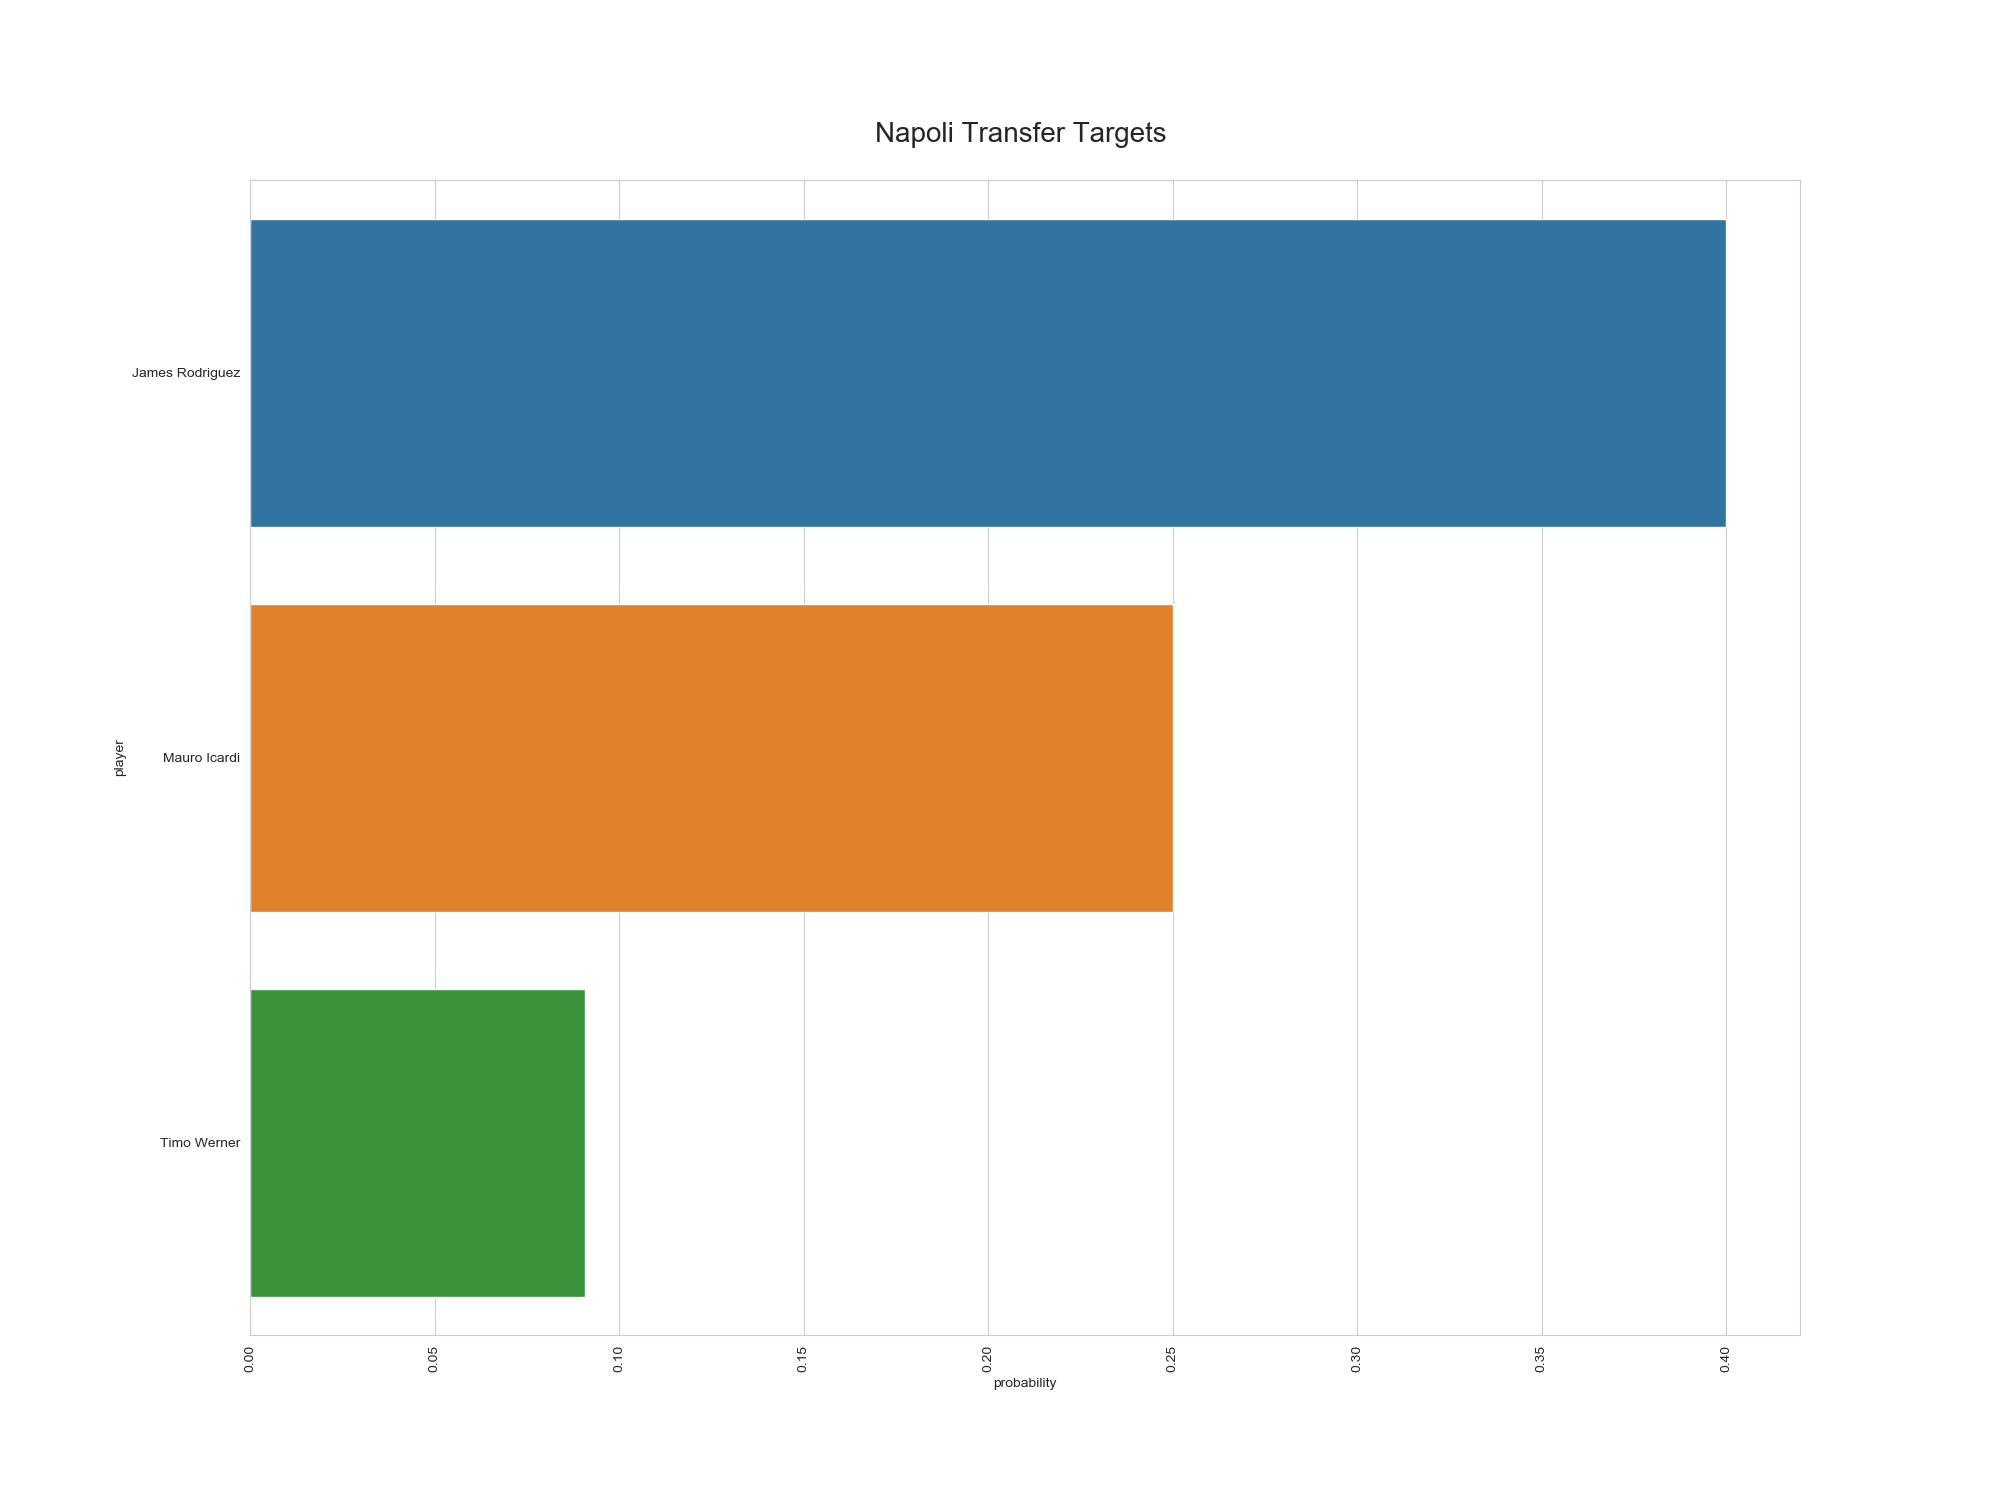 Napoli Transfer Targets
James Rodriguez
Mauro Icardi
Timo Werner
player
0.00
0.05
0.10
0.15
0.20
0.25
0.30
0.35
0.40
probability